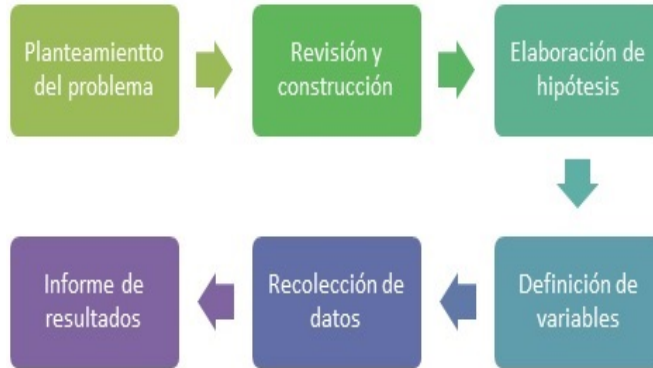 Planteamientto
del problema
Revisión y
construcción
Elaboración de
hipótesis
Definición de
variables
Recolección de
datos
Informe de
resultados